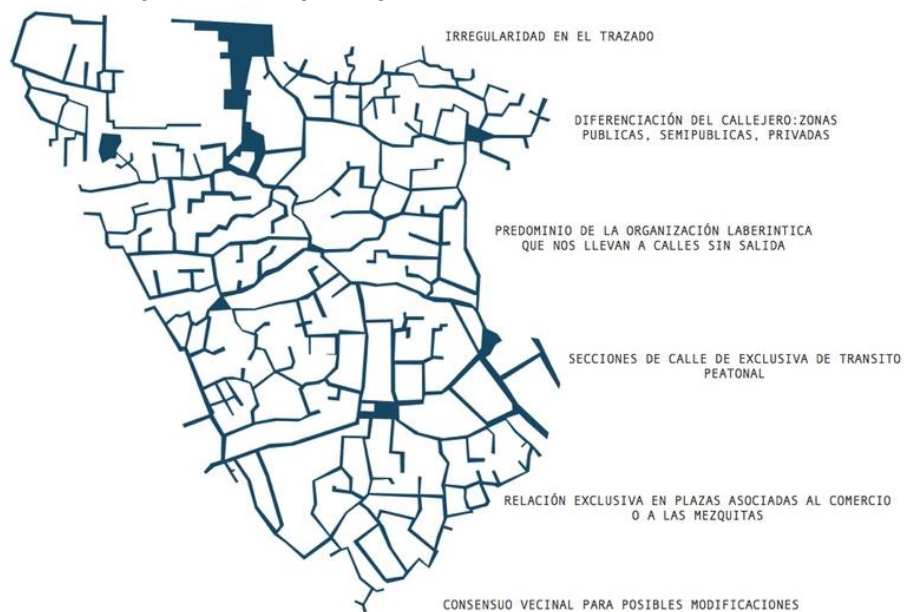 IRREGULARIDAD EN EL TRAZADO
DIFERENCIACIÓN DEL CALLEJERO:ZONAS
PUBLICAS, SEMIPUBLICAS, PRIVADAS
PREDOMINIO DE LA ORGANIZACIÓN LABERINTICA
QUE NOS LLEVAN A CALLES SIN SALIDA
SECCIONES DE CALLE DE EXCLUSIVA DE TRANSITO
PEATONAL
RELACIÓN EXCLUSIVA EN PLAZAS ASOCIADAS AL COMERCIO
O A LAS MEZQUITAS
CONSENSUO VECINAL PARA POSIBLES MODIFICACIONES